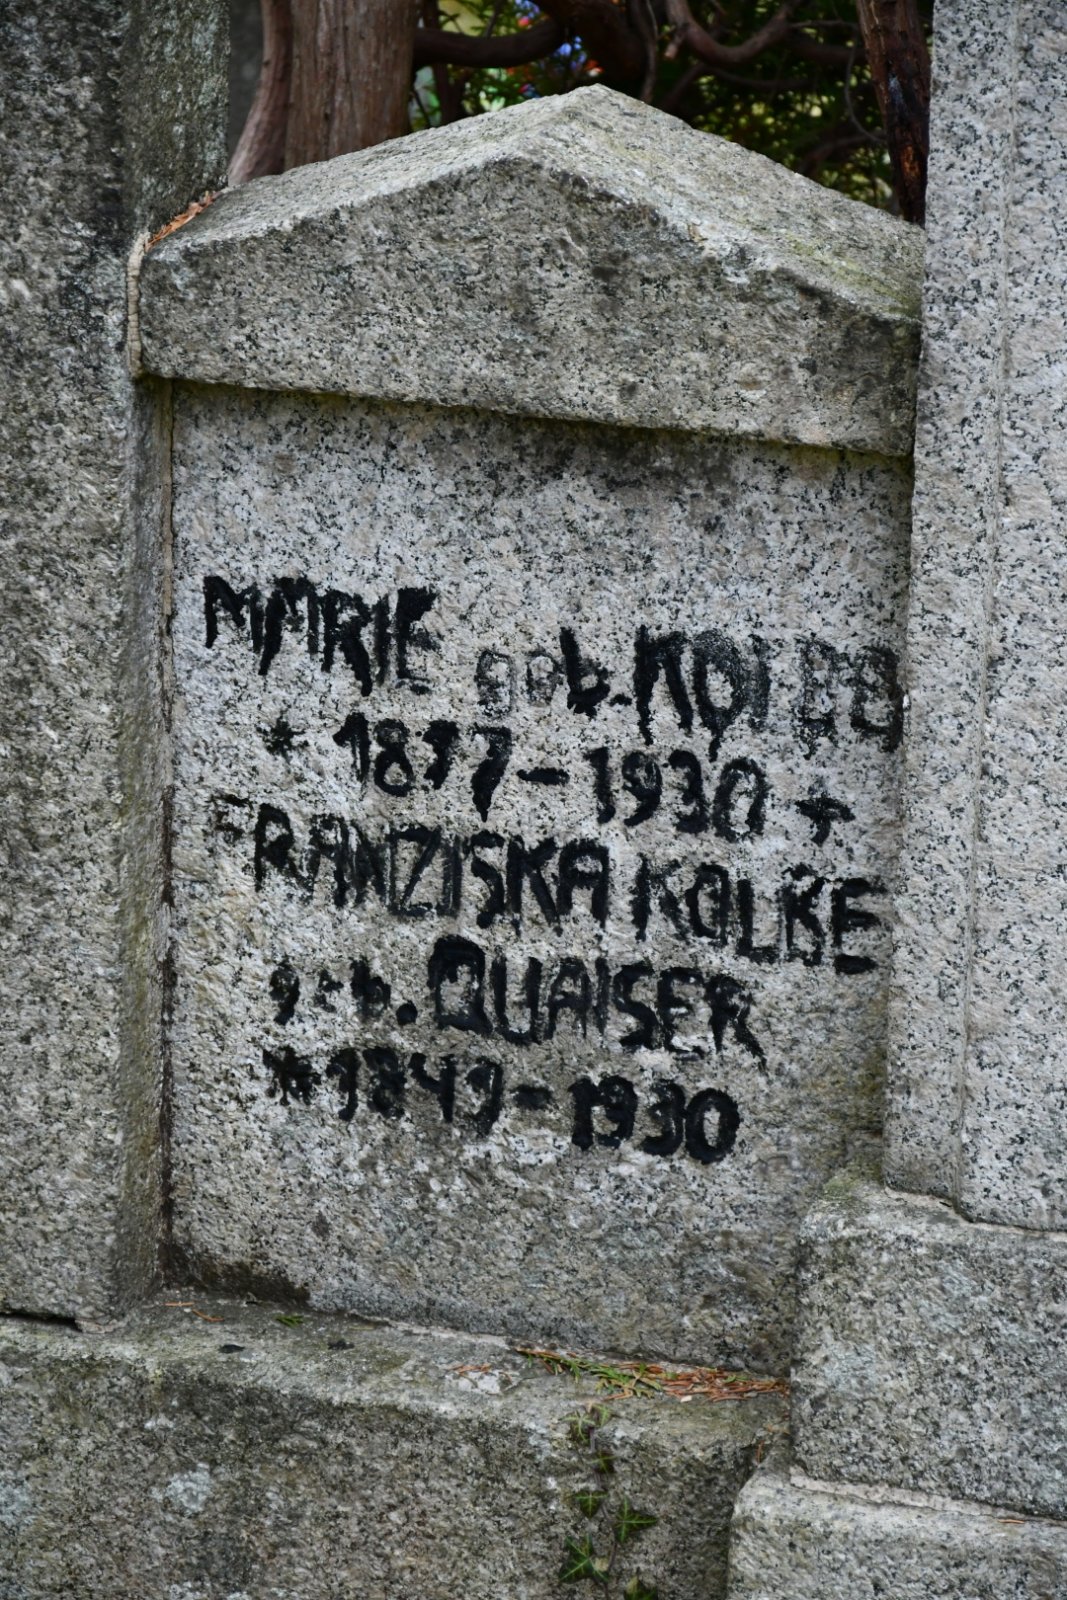 MARIE geb. KOLBE
* 1877 - 1930 +
FRANZISKA KOLBE
geb. QUAISER
* 1849 - 1930